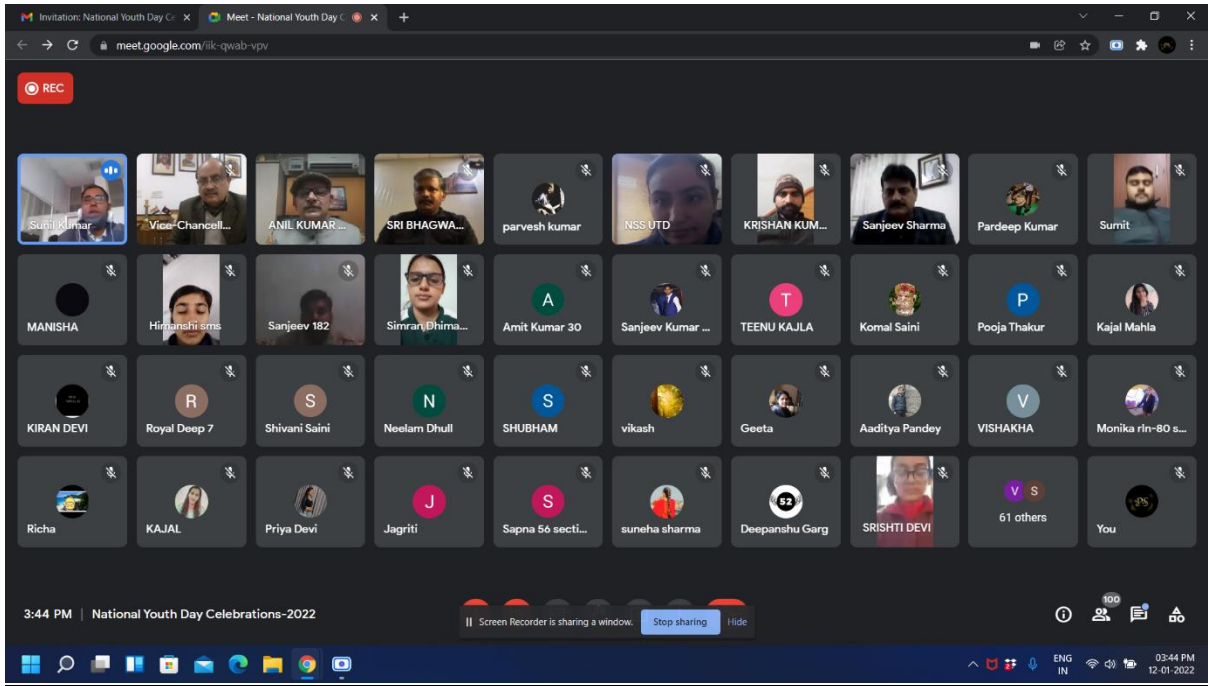 Invitation: National Youth Day Ce
Meet - National Youth Day C
meet.google.com/iik-qwab-vpv
REC
Sunil Kumar
Vice-Chancell...
ANIL KUMAR ...
SRI BHAGWA...
parvesh kumar
NSS UTD
KRISHAN KUM...
Sanjeev Sharma
Pardeep Kumar
Sumit
MANISHA
Himanshi sms
Sanjeev 182
Simran Dhima...
A
Amit Kumar 30
Sanjeev Kumar ...
T
TEENU KAJLA
Komal Saini
P
Pooja Thakur
Kajal Mahla
KIRAN DEVI
R
Royal Deep 7
S
Shivani Saini
N
Neelam Dhull
S
SHUBHAM
vikash
Geeta
Aaditya Pandey
V
VISHAKHA
Monika rln-80 s...
Richa
KAJAL
Priya Devi
J
Jagriti
S
Sapna 56 secti...
suneha sharma
52
Deepanshu Garg
SRISHTI DEVI
V S
61 others
PS
You
3:44 PM | National Youth Day Celebrations-2022
Screen Recorder is sharing a window.
Stop sharing
Hide
100
ENG
IN
03:44 PM
12-01-2022